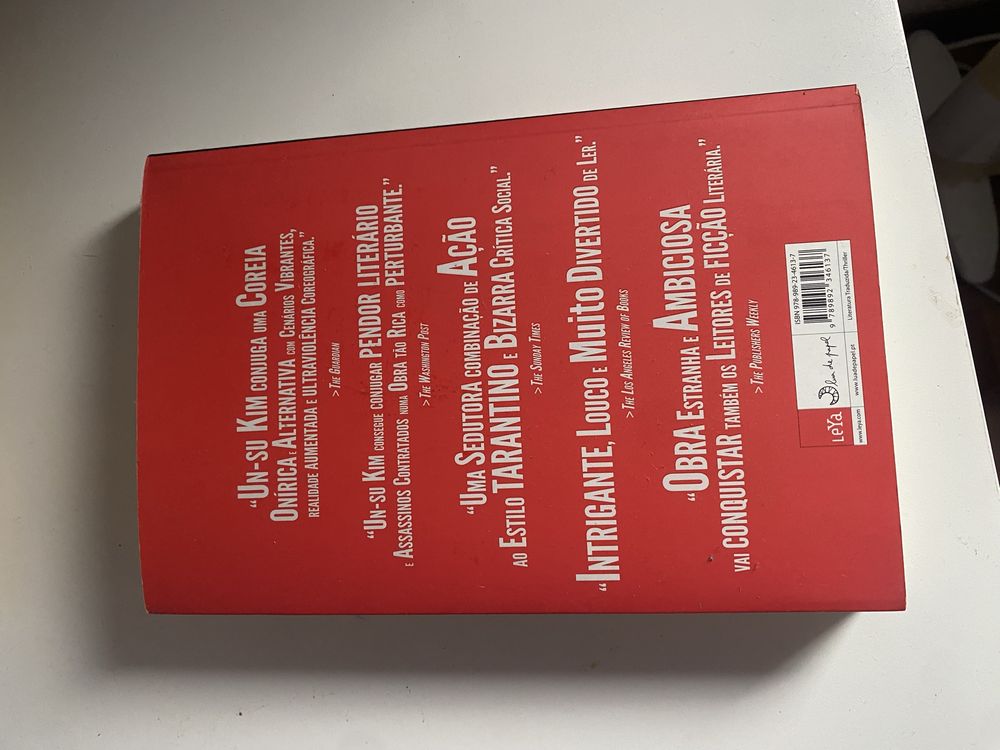 “Un-su Kim conjuga uma Coreia
Onírica e Alternativa com Cenários Vibrantes,
realidade aumentada e ultraviolência coreográfica.”
> The Guardian
“Un-su Kim consegue conjugar PENDOR LITERÁRIO
e Assassinos Contratados numa Obra tão Rica como PERTURBANTE.”
> The Washington Post
“Uma Sedutora combinação de Ação
ao Estilo TARANTINO e Bizarra Crítica Social.”
> The Sunday Times
“Intrigante, Louco e Muito Divertido de Ler.”
> The Los Angeles Review of Books
“Obra Estranha e Ambiciosa
vai CONQUISTAR também os Leitores de FICÇÃO Literária.”
> The Publishers Weekly
LeYa
lua de papel
ISBN 978-989-23-4613-7
9 789892 346137
www.leya.com
www.luadepapel.pt
Literatura Traduzida/Thriller